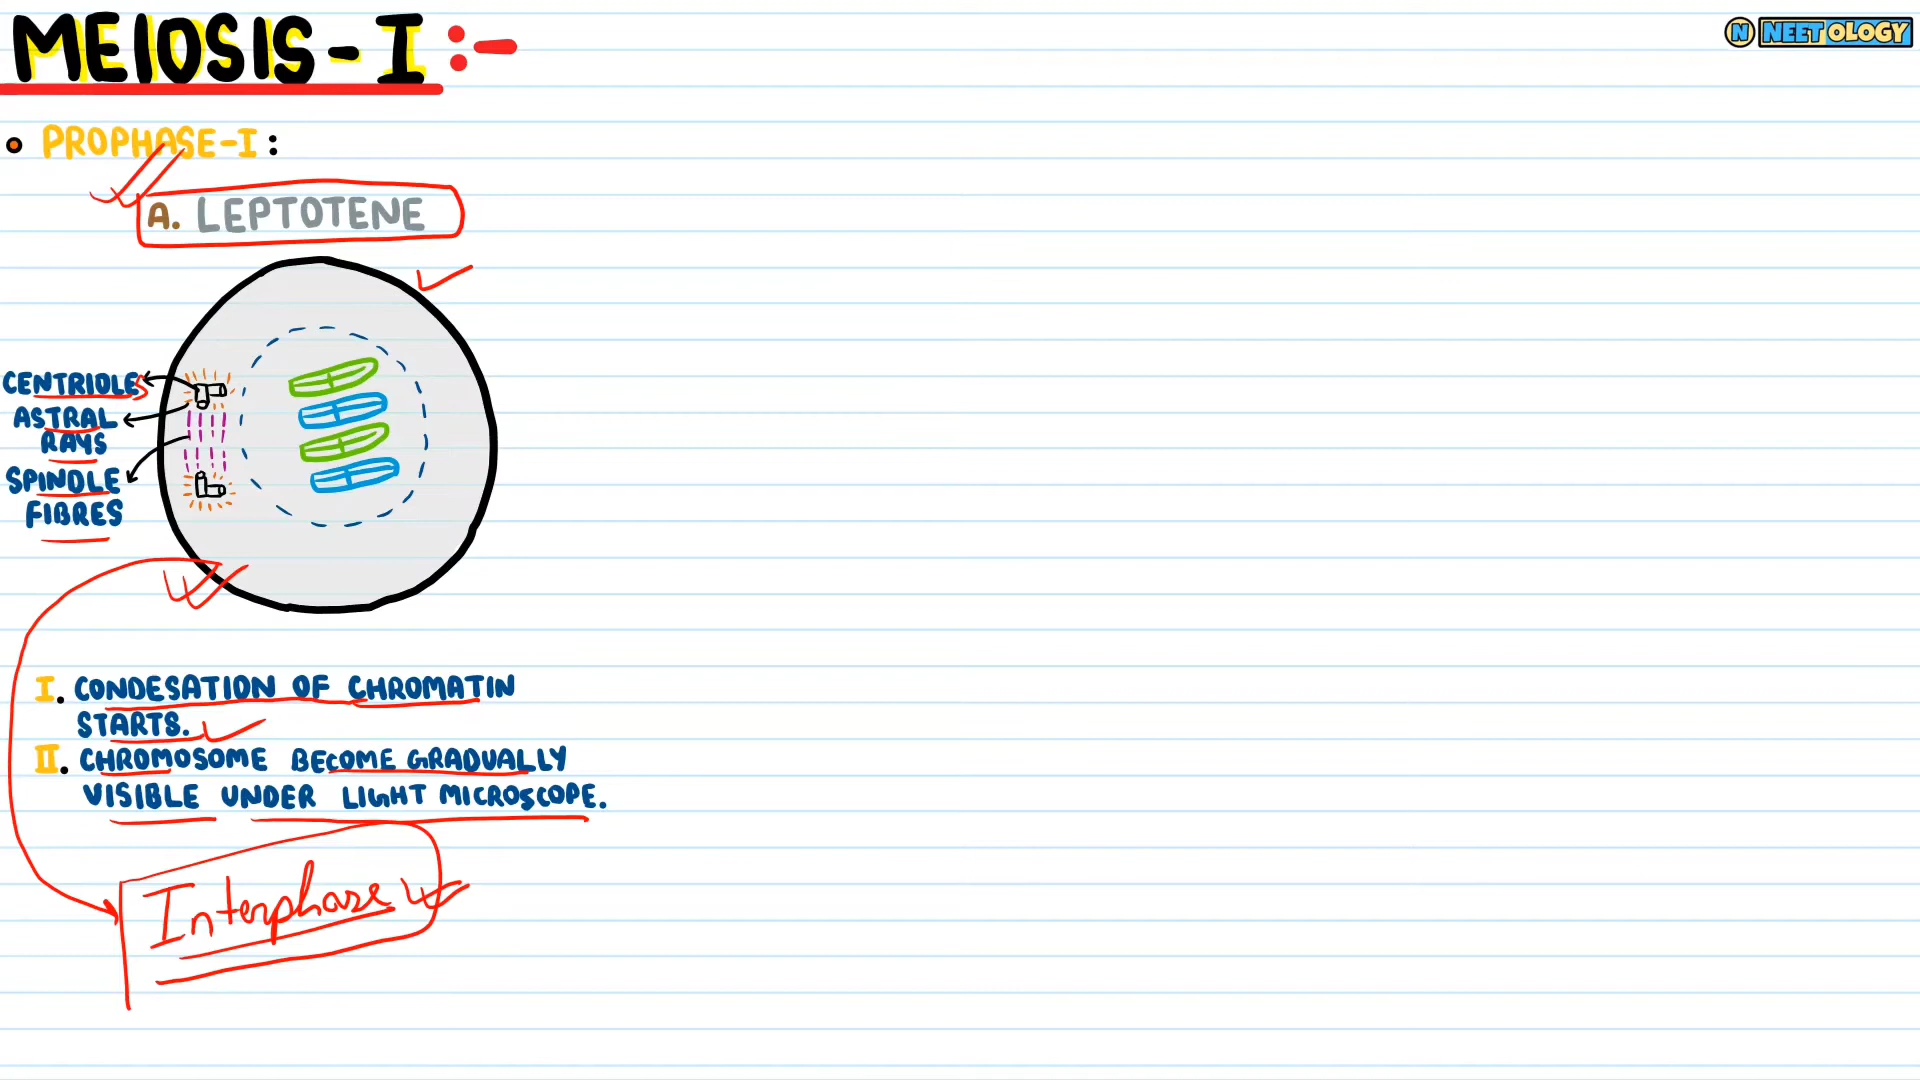 MEIOSIS-I :-
N NEETOLOGY
PROPHASE-I :
A. LEPTOTENE
CENTRIOLES
ASTRAL
RAYS
SPINDLE
FIBRES
I. CONDESATION OF CHROMATIN
STARTS.
II. CHROMOSOME BECOME GRADUALLY
VISIBLE UNDER LIGHT MICROSCOPE.
Interphase